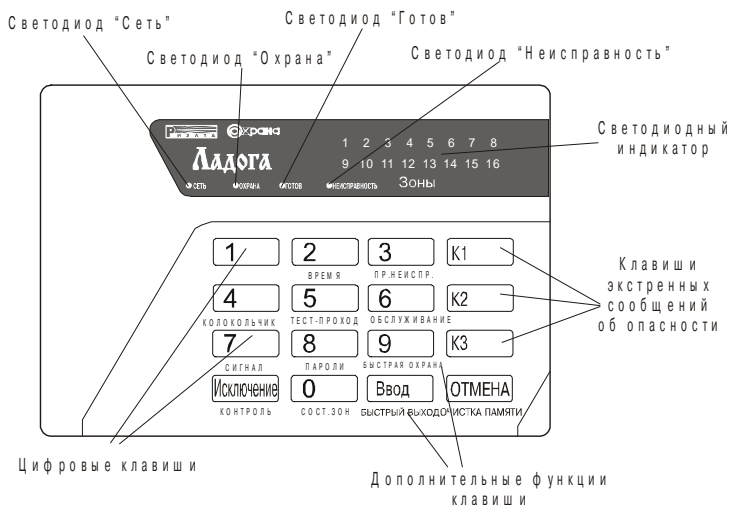 Светодиод “Сеть”
Светодиод “Готов”
Светодиод “Охрана”
Светодиод “Неисправность”
Риэлта Охрана
Ладога
1 2 3 4 5 6 7 8
9 10 11 12 13 14 15 16
СЕТЬ ОХРАНА ГОТОВ НЕИСПРАВНОСТЬ Зоны
Светодиодный
индикатор
1 2 3 К1
ВРЕМЯ ПР.НЕИСПР.
4 5 6 К2
КОЛОКОЛЬЧИК ТЕСТ-ПРОХОД ОБСЛУЖИВАНИЕ
7 8 9 К3
СИГНАЛ ПАРОЛИ БЫСТРАЯ ОХРАНА
Исключение 0 Ввод ОТМЕНА
КОНТРОЛЬ СОСТ.ЗОН БЫСТРЫЙ ВЫХОД ОЧИСТКА ПАМЯТИ
Клавиши
экстренных
сообщений
об опасности
Цифровые клавиши
Дополнительные функции
клавиши